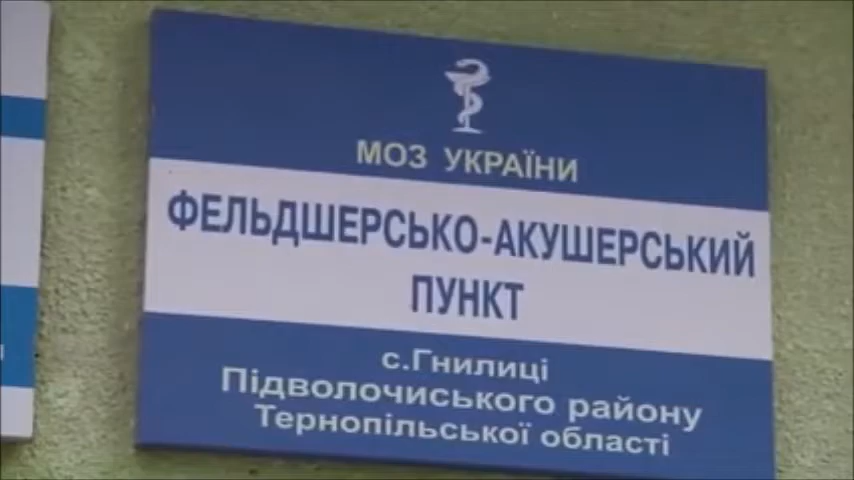 МОЗ УКРАЇНИ
ФЕЛЬДШЕРСЬКО-АКУШЕРСЬКИЙ
ПУНКТ
с.Гнилиці
Підволочиського району
Тернопільської області